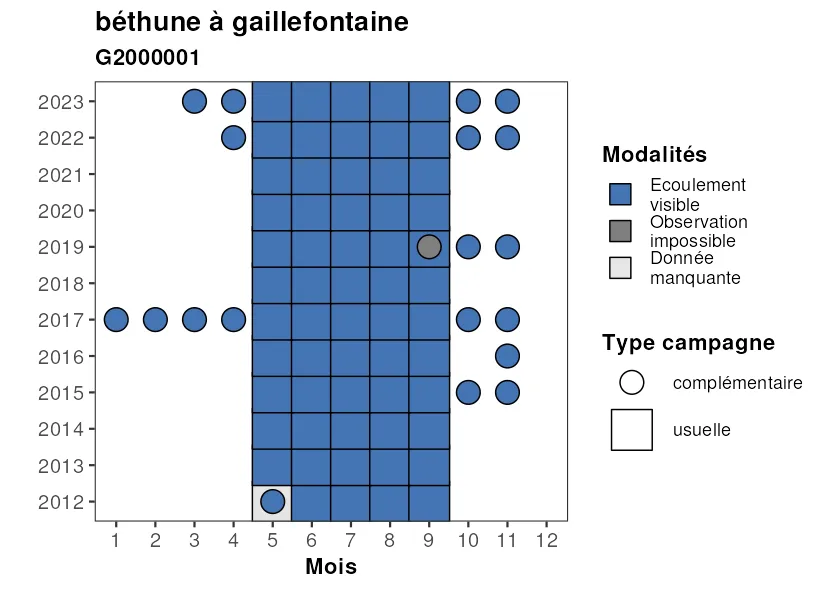 béthune à gaillefontaine
G2000001
2023
2022
2021
2020
2019
2018
2017
2016
2015
2014
2013
2012
1 2 3 4 5 6 7 8 9 10 11 12
Mois
Modalités
Ecoulement
visible
Observation
impossible
Donnée
manquante
Type campagne
complémentaire
usuelle